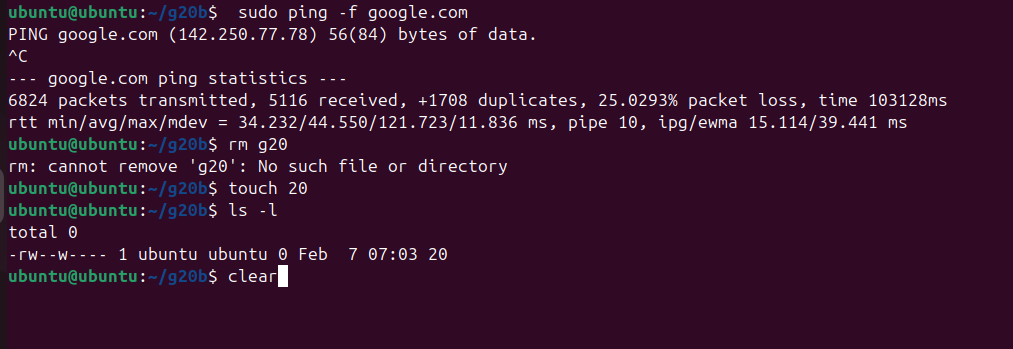 ubuntu@ubuntu:~/g20b$  sudo ping -f google.com
PING google.com (142.250.77.78) 56(84) bytes of data.
^C
--- google.com ping statistics ---
6824 packets transmitted, 5116 received, +1708 duplicates, 25.0293% packet loss, time 103128ms
rtt min/avg/max/mdev = 34.232/44.550/121.723/11.836 ms, pipe 10, ipg/ewma 15.114/39.441 ms
ubuntu@ubuntu:~/g20b$ rm g20
rm: cannot remove 'g20': No such file or directory
ubuntu@ubuntu:~/g20b$ touch 20
ubuntu@ubuntu:~/g20b$ ls -l
total 0
-rw--w---- 1 ubuntu ubuntu 0 Feb  7 07:03 20
ubuntu@ubuntu:~/g20b$ clear